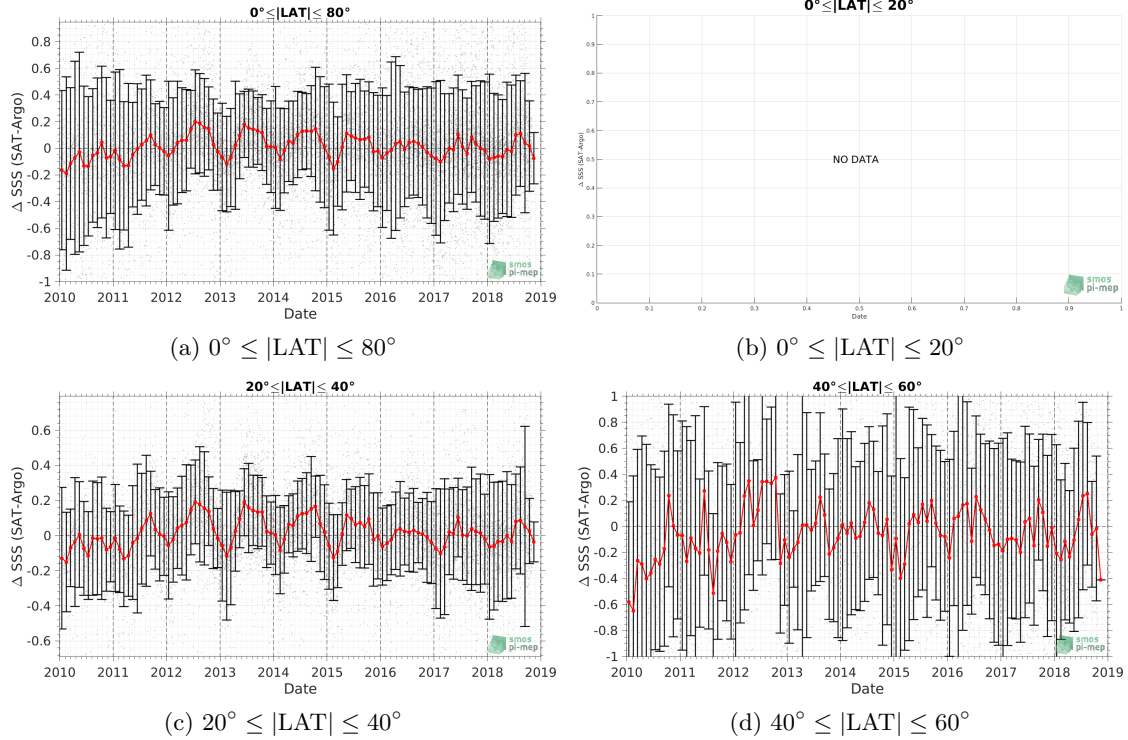 0°≤|LAT|≤ 80°
Δ SSS (SAT-Argo)
0.8
0.6
0.4
0.2
0
-0.2
-0.4
-0.6
-0.8
-1
2010 2011 2012 2013 2014 2015 2016 2017 2018 2019
Date
smos
pi-mep
(a) 0° ≤ |LAT| ≤ 80°
0°≤|LAT|≤ 20°
Δ SSS (SAT-Argo)
1
0.9
0.8
0.7
0.6
0.5
0.4
0.3
0.2
0.1
0
NO DATA
0 0.1 0.2 0.3 0.4 0.5 0.6 0.7 0.8 0.9 1
Date
smos
pi-mep
(b) 0° ≤ |LAT| ≤ 20°
20°≤|LAT|≤ 40°
Δ SSS (SAT-Argo)
0.6
0.4
0.2
0
-0.2
-0.4
-0.6
2010 2011 2012 2013 2014 2015 2016 2017 2018 2019
Date
smos
pi-mep
(c) 20° ≤ |LAT| ≤ 40°
40°≤|LAT|≤ 60°
Δ SSS (SAT-Argo)
1
0.8
0.6
0.4
0.2
0
-0.2
-0.4
-0.6
-0.8
-1
2010 2011 2012 2013 2014 2015 2016 2017 2018 2019
Date
smos
pi-mep
(d) 40° ≤ |LAT| ≤ 60°